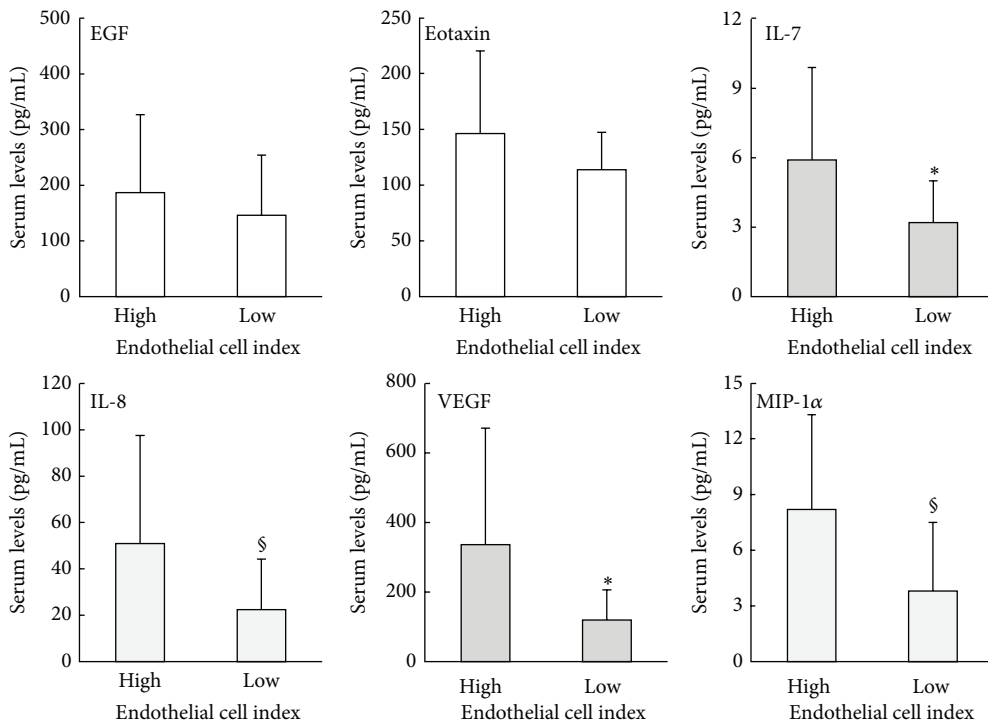 EGF
Serum levels (pg/mL)
500
400
300
200
100
0
High Low
Endothelial cell index
Eotaxin
Serum levels (pg/mL)
250
200
150
100
50
0
High Low
Endothelial cell index
IL-7
Serum levels (pg/mL)
12
9
6
3
0
*
High Low
Endothelial cell index
IL-8
Serum levels (pg/mL)
120
100
80
60
40
20
0
§
High Low
Endothelial cell index
VEGF
Serum levels (pg/mL)
800
600
400
200
0
*
High Low
Endothelial cell index
MIP-1α
Serum levels (pg/mL)
15
12
9
6
3
0
§
High Low
Endothelial cell index